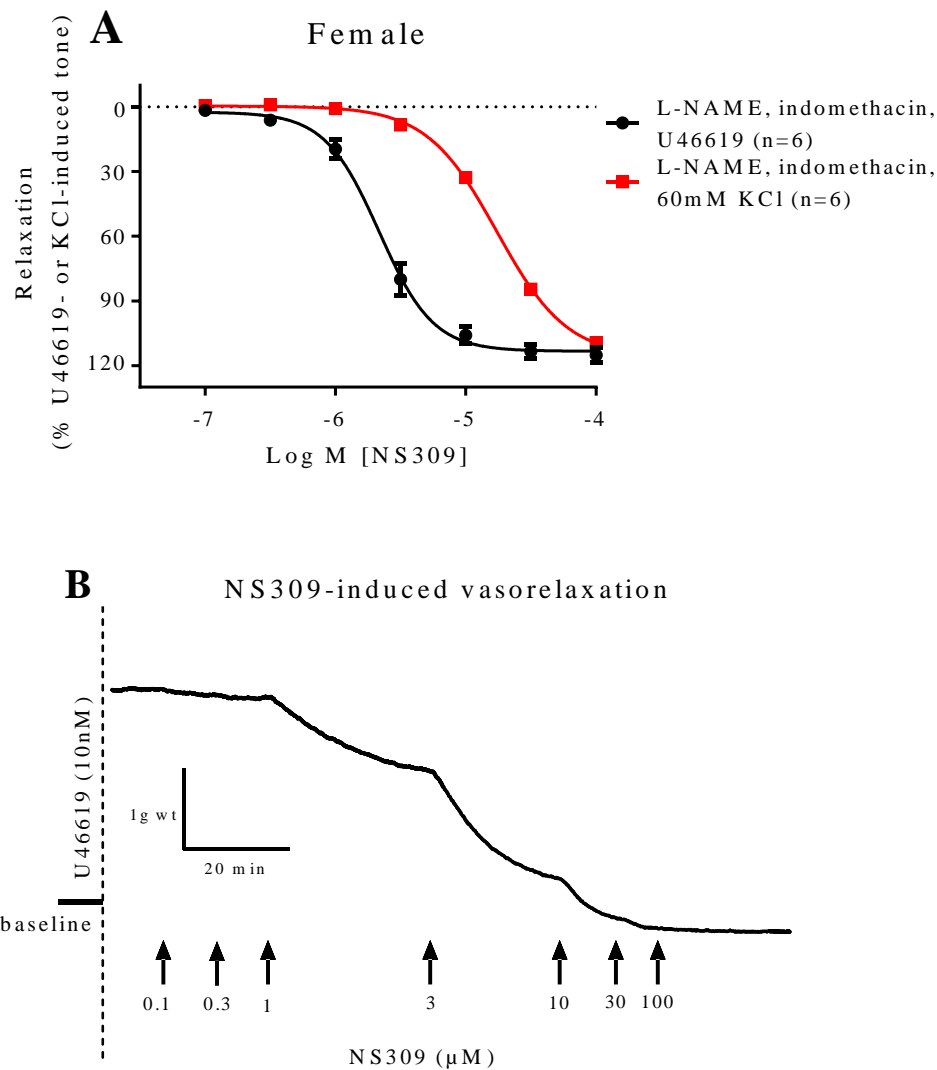 A
Female
Relaxation
(% U46619- or KCl-induced tone)
0
30
60
90
120
-7
-6
-5
-4
Log M [NS309]
L-NAME, indomethacin,
U46619 (n=6)
L-NAME, indomethacin,
60mM KCl (n=6)
B
NS309-induced vasorelaxation
U46619 (10nM)
1g wt
20 min
baseline
0.1
0.3
1
3
10
30
100
NS309 (µM)